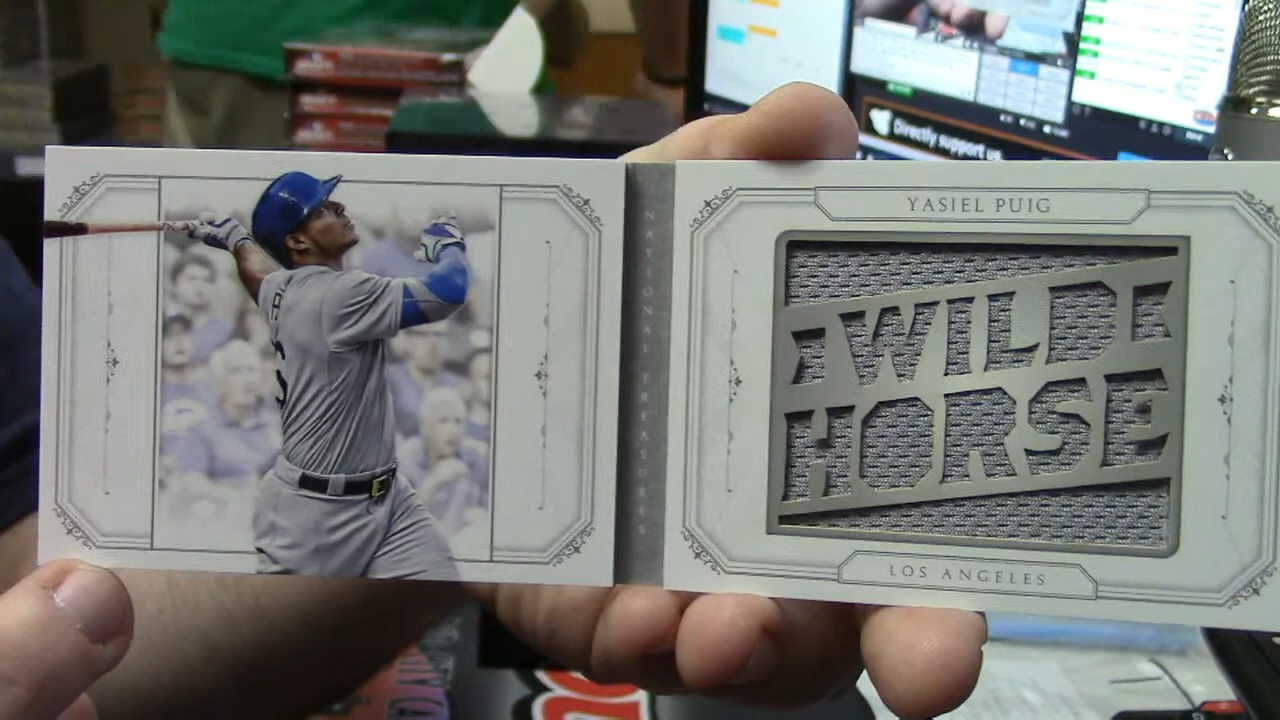 YASIEL PUIG
WILD
HORSE
LOS ANGELES
NATIONAL TREASURES
Directly support us